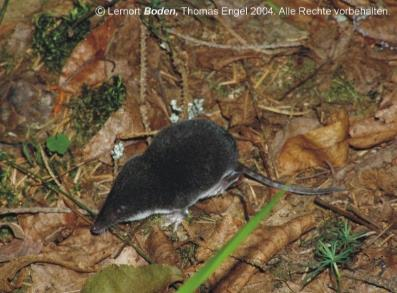 © Lernort Boden, Thomas Engel 2004. Alle Rechte vorbehalten.